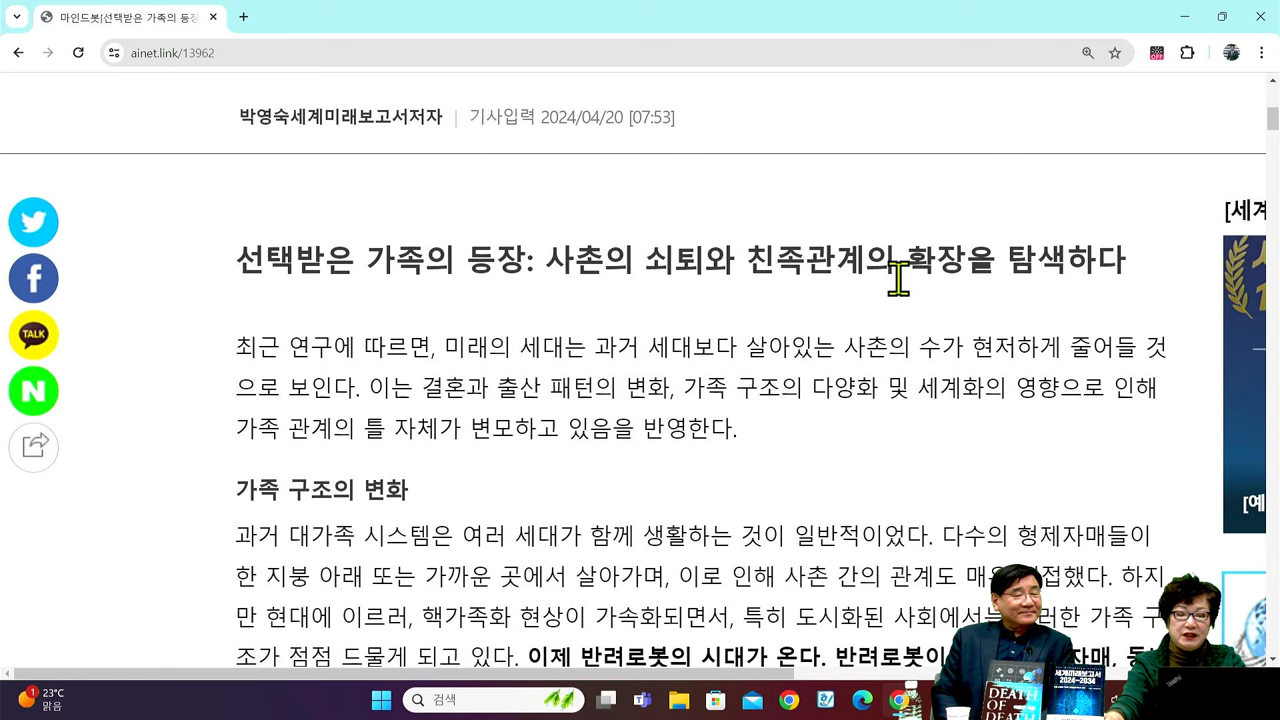 마인드봇[선택받은 가족의 등장
ainet.link/13962
OFF
박영숙세계미래보고서저자 | 기사입력 2024/04/20 [07:53]
[세계
선택받은 가족의 등장: 사촌의 쇠퇴와 친족관계의 확장을 탐색하다
TALK
N
최근 연구에 따르면, 미래의 세대는 과거 세대보다 살아있는 사촌의 수가 현저하게 줄어들 것
으로 보인다. 이는 결혼과 출산 패턴의 변화, 가족 구조의 다양화 및 세계화의 영향으로 인해
가족 관계의 틀 자체가 변모하고 있음을 반영한다.
가족 구조의 변화
[예
과거 대가족 시스템은 여러 세대가 함께 생활하는 것이 일반적이었다. 다수의 형제자매들이
한 지붕 아래 또는 가까운 곳에서 살아가며, 이로 인해 사촌 간의 관계도 하지
만 현대에 이르러, 핵가족화 현상이 가속화되면서, 특히 도시화된 가족 구
조가 점점 드물게 되고 있다. 이제 반려로봇의 시대가 온다.
세계미래보고서
2024~2034
DEATH
OF
DEATH
ThinkPad
1
23°C
맑음
검색